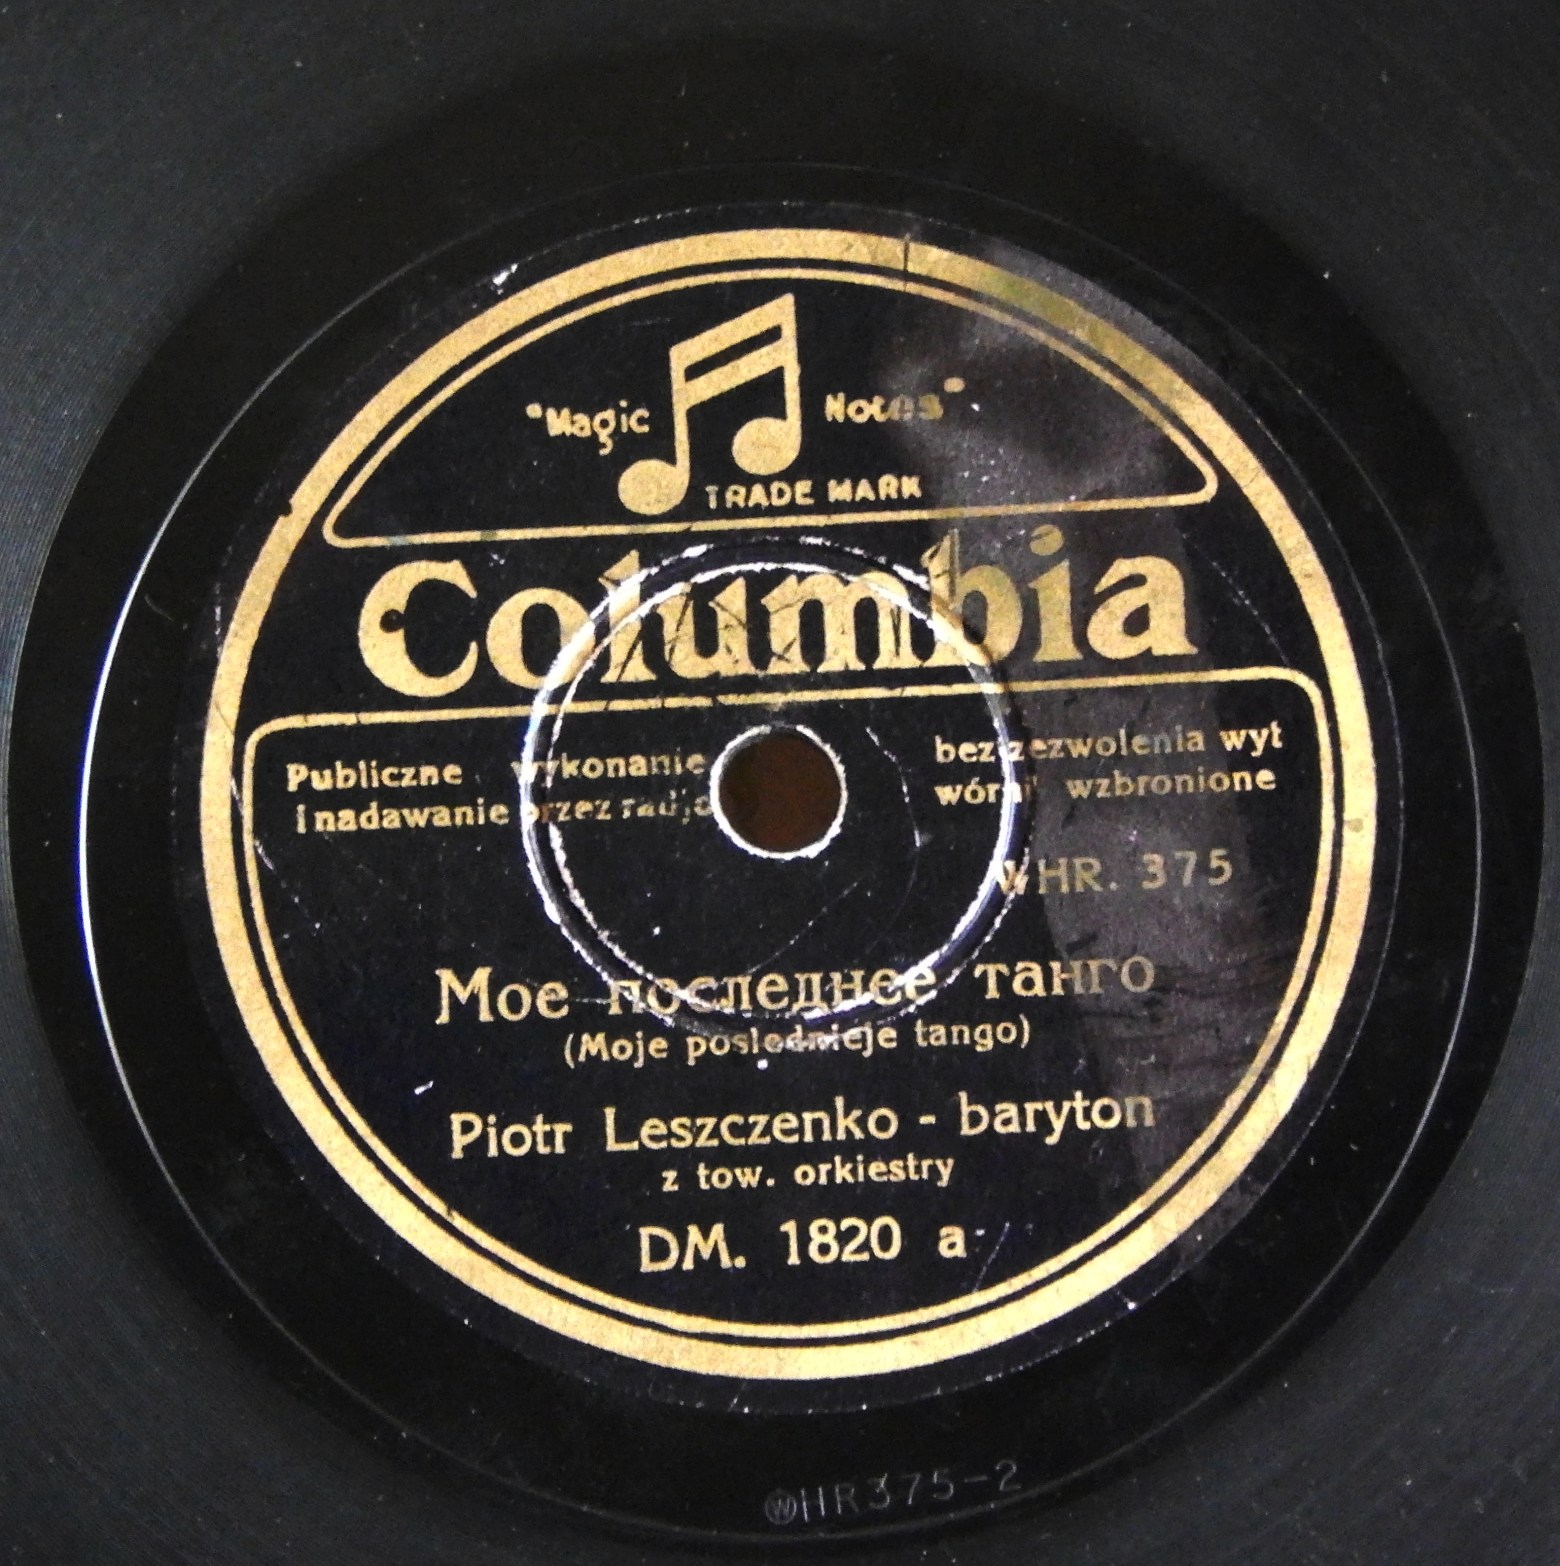 "Magic Notes"
TRADE MARK
Columbia
Publiczne wykonanie bez zezwolenia wyt
i nadawanie przez radjo wórni wzbronione
WHR. 375
Мое последнее танго
(Moje poslednieje tango)
Piotr Leszczenko - baryton
z tow. orkiestry
DM. 1820 a
WHR375-2